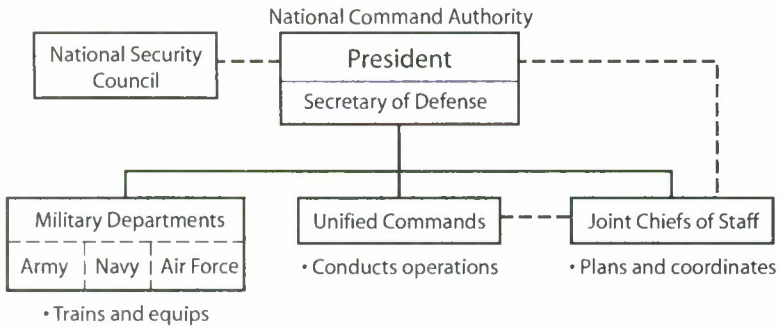 National Command Authority
National Security
Council
President
Secretary of Defense
Military Departments
Army
Navy
Air Force
• Trains and equips
Unified Commands
• Conducts operations
Joint Chiefs of Staff
• Plans and coordinates